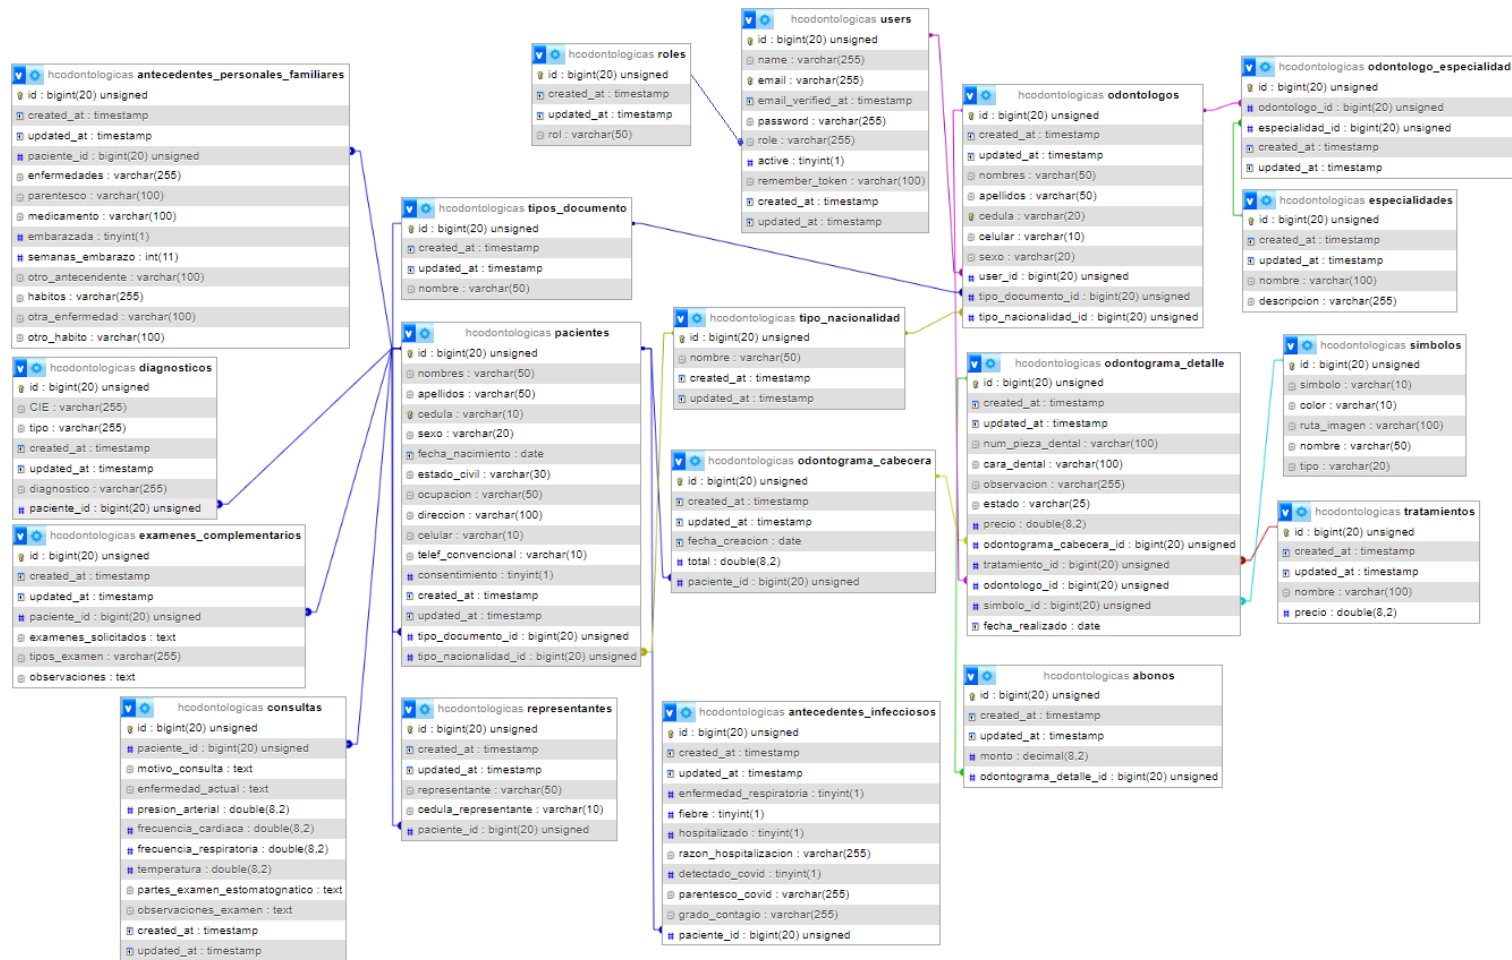 hcodontologicas antecedentes_personales_familiares
id : bigint(20) unsigned
created_at : timestamp
updated_at : timestamp
paciente_id : bigint(20) unsigned
enfermedades : varchar(255)
parentesco : varchar(100)
medicamento : varchar(100)
embarazada : tinyint(1)
semanas_embarazo : int(11)
otro_antecedente : varchar(100)
habitos : varchar(255)
otra_enfermedad : varchar(100)
otro_habito : varchar(100)
hcodontologicas diagnosticos
id : bigint(20) unsigned
CIE : varchar(255)
tipo : varchar(255)
created_at : timestamp
updated_at : timestamp
diagnostico : varchar(255)
paciente_id : bigint(20) unsigned
hcodontologicas examenes_complementarios
id : bigint(20) unsigned
created_at : timestamp
updated_at : timestamp
paciente_id : bigint(20) unsigned
examenes_solicitados : text
tipos_examen : varchar(255)
observaciones : text
hcodontologicas consultas
id : bigint(20) unsigned
paciente_id : bigint(20) unsigned
motivo_consulta : text
enfermedad_actual : text
presion_arterial : double(8,2)
frecuencia_cardiaca : double(8,2)
frecuencia_respiratoria : double(8,2)
temperatura : double(8,2)
partes_examen_estomatognatico : text
observaciones_examen : text
created_at : timestamp
updated_at : timestamp
hcodontologicas roles
id : bigint(20) unsigned
created_at : timestamp
updated_at : timestamp
rol : varchar(50)
hcodontologicas tipos_documento
id : bigint(20) unsigned
created_at : timestamp
updated_at : timestamp
nombre : varchar(50)
hcodontologicas pacientes
id : bigint(20) unsigned
nombres : varchar(50)
apellidos : varchar(50)
cedula : varchar(10)
sexo : varchar(20)
fecha_nacimiento : date
estado_civil : varchar(30)
ocupacion : varchar(50)
direccion : varchar(100)
celular : varchar(10)
telef_convencional : varchar(10)
consentimiento : tinyint(1)
created_at : timestamp
updated_at : timestamp
tipo_documento_id : bigint(20) unsigned
tipo_nacionalidad_id : bigint(20) unsigned
hcodontologicas representantes
id : bigint(20) unsigned
created_at : timestamp
updated_at : timestamp
representante : varchar(50)
cedula_representante : varchar(10)
paciente_id : bigint(20) unsigned
hcodontologicas users
id : bigint(20) unsigned
name : varchar(255)
email : varchar(255)
email_verified_at : timestamp
password : varchar(255)
role : varchar(255)
active : tinyint(1)
remember_token : varchar(100)
created_at : timestamp
updated_at : timestamp
hcodontologicas tipo_nacionalidad
id : bigint(20) unsigned
nombre : varchar(50)
created_at : timestamp
updated_at : timestamp
hcodontologicas odontograma_cabecera
id : bigint(20) unsigned
created_at : timestamp
updated_at : timestamp
fecha_creacion : date
total : double(8,2)
paciente_id : bigint(20) unsigned
hcodontologicas antecedentes_infecciosos
id : bigint(20) unsigned
created_at : timestamp
updated_at : timestamp
enfermedad_respiratoria : tinyint(1)
fiebre : tinyint(1)
hospitalizado : tinyint(1)
razon_hospitalizacion : varchar(255)
detectado_covid : tinyint(1)
parentesco_covid : varchar(255)
grado_contagio : varchar(255)
paciente_id : bigint(20) unsigned
hcodontologicas odontologos
id : bigint(20) unsigned
created_at : timestamp
updated_at : timestamp
nombres : varchar(50)
apellidos : varchar(50)
cedula : varchar(20)
celular : varchar(10)
sexo : varchar(20)
user_id : bigint(20) unsigned
tipo_documento_id : bigint(20) unsigned
tipo_nacionalidad_id : bigint(20) unsigned
hcodontologicas odontograma_detalle
id : bigint(20) unsigned
created_at : timestamp
updated_at : timestamp
num_pieza_dental : varchar(100)
cara_dental : varchar(100)
observacion : varchar(255)
estado : varchar(25)
precio : double(8,2)
odontograma_cabecera_id : bigint(20) unsigned
tratamiento_id : bigint(20) unsigned
odontologo_id : bigint(20) unsigned
simbolo_id : bigint(20) unsigned
fecha_realizado : date
hcodontologicas abonos
id : bigint(20) unsigned
created_at : timestamp
updated_at : timestamp
monto : decimal(8,2)
odontograma_detalle_id : bigint(20) unsigned
hcodontologicas odontologo_especialidad
id : bigint(20) unsigned
odontologo_id : bigint(20) unsigned
especialidad_id : bigint(20) unsigned
created_at : timestamp
updated_at : timestamp
hcodontologicas especialidades
id : bigint(20) unsigned
created_at : timestamp
updated_at : timestamp
nombre : varchar(100)
descripcion : varchar(255)
hcodontologicas simbolos
id : bigint(20) unsigned
simbolo : varchar(10)
color : varchar(10)
ruta_imagen : varchar(100)
nombre : varchar(50)
tipo : varchar(20)
hcodontologicas tratamientos
id : bigint(20) unsigned
created_at : timestamp
updated_at : timestamp
nombre : varchar(100)
precio : double(8,2)